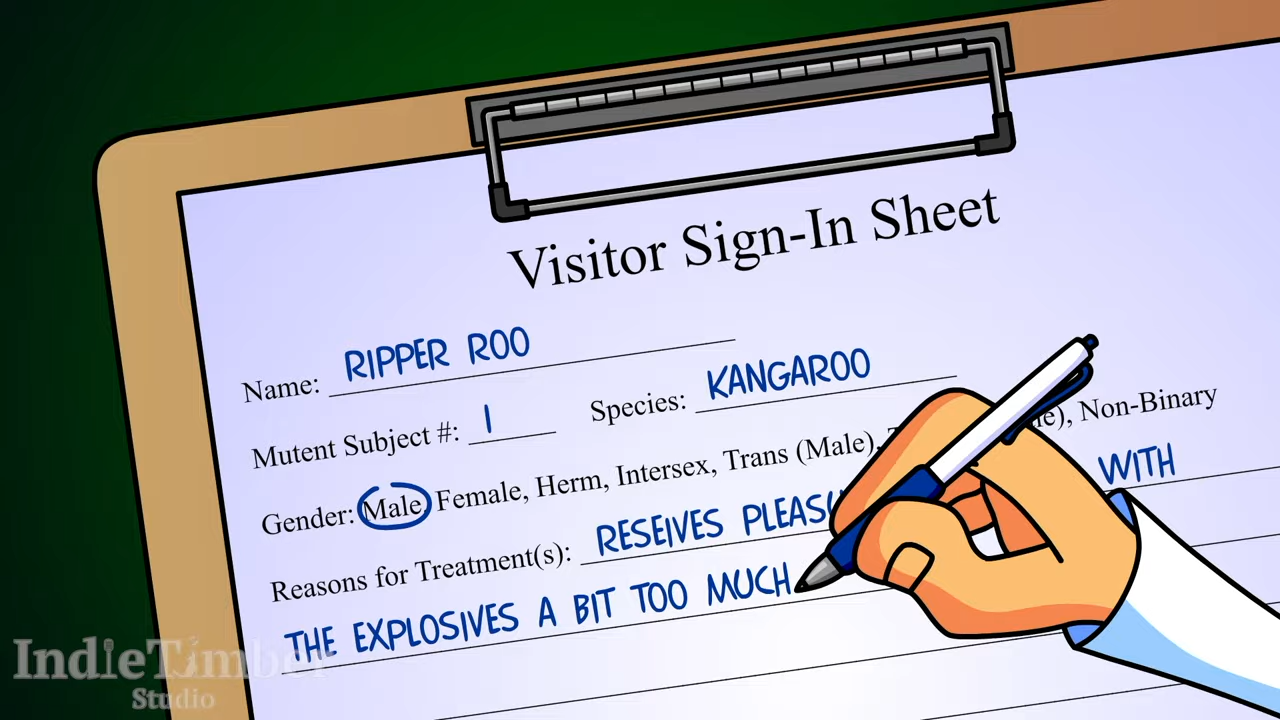 Visitor Sign-In Sheet
Name: RIPPER ROO
Mutent Subject #: 1 Species: KANGAROO
Gender: Male, Female, Herm, Intersex, Trans (Male), Non-Binary
Reasons for Treatment(s): RESEIVES WITH
THE EXPLOSIVES A BIT TOO MUCH
IndieTimber
Studio